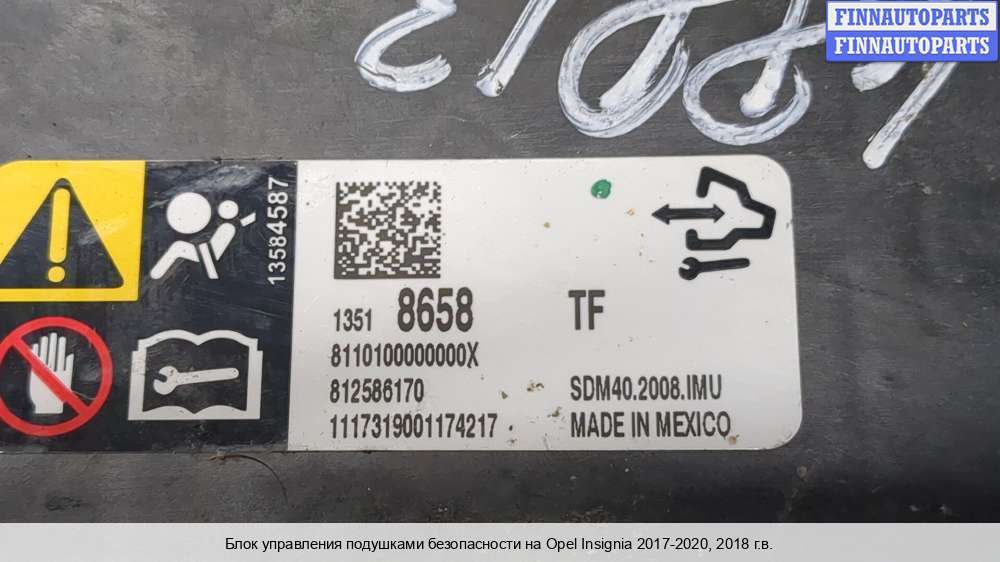 FINNAUTOPARTS
FINNAUTOPARTS
13584587
1351 8658 TF
8110100000000X
812586170 SDM40.2008.IMU
1117319001174217 MADE IN MEXICO
Блок управления подушками безопасности на Opel Insignia 2017-2020, 2018 г.в.